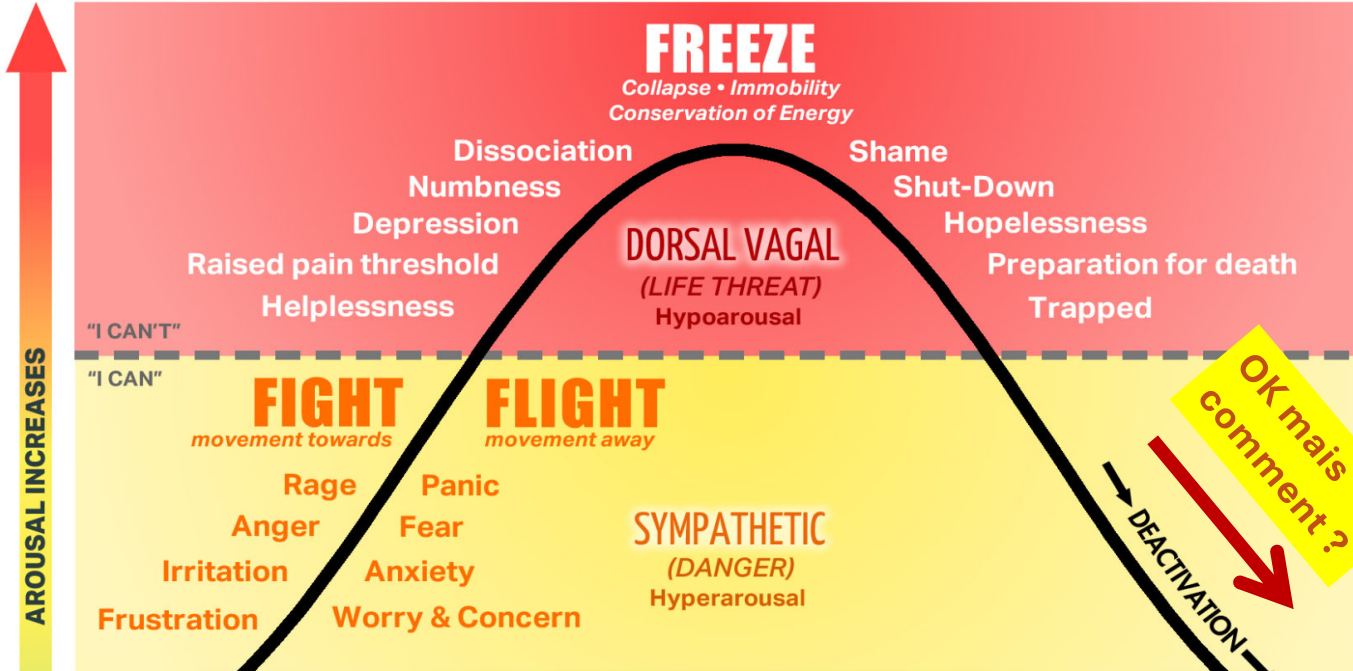 FREEZE
Collapse • Immobility
Conservation of Energy
Dissociation
Shame
Numbness
Shut-Down
Depression
Hopelessness
DORSAL VAGAL
Raised pain threshold
Preparation for death
(LIFE THREAT)
Helplessness
Trapped
Hypoarousal
"I CAN'T"
"I CAN"
AROUSAL INCREASES
FIGHT
movement towards
FLIGHT
movement away
Rage
Panic
Anger
Fear
SYMPATHETIC
(DANGER)
Irritation
Anxiety
Hyperarousal
Frustration
Worry & Concern
DEACTIVATION
OK mais
comment ?